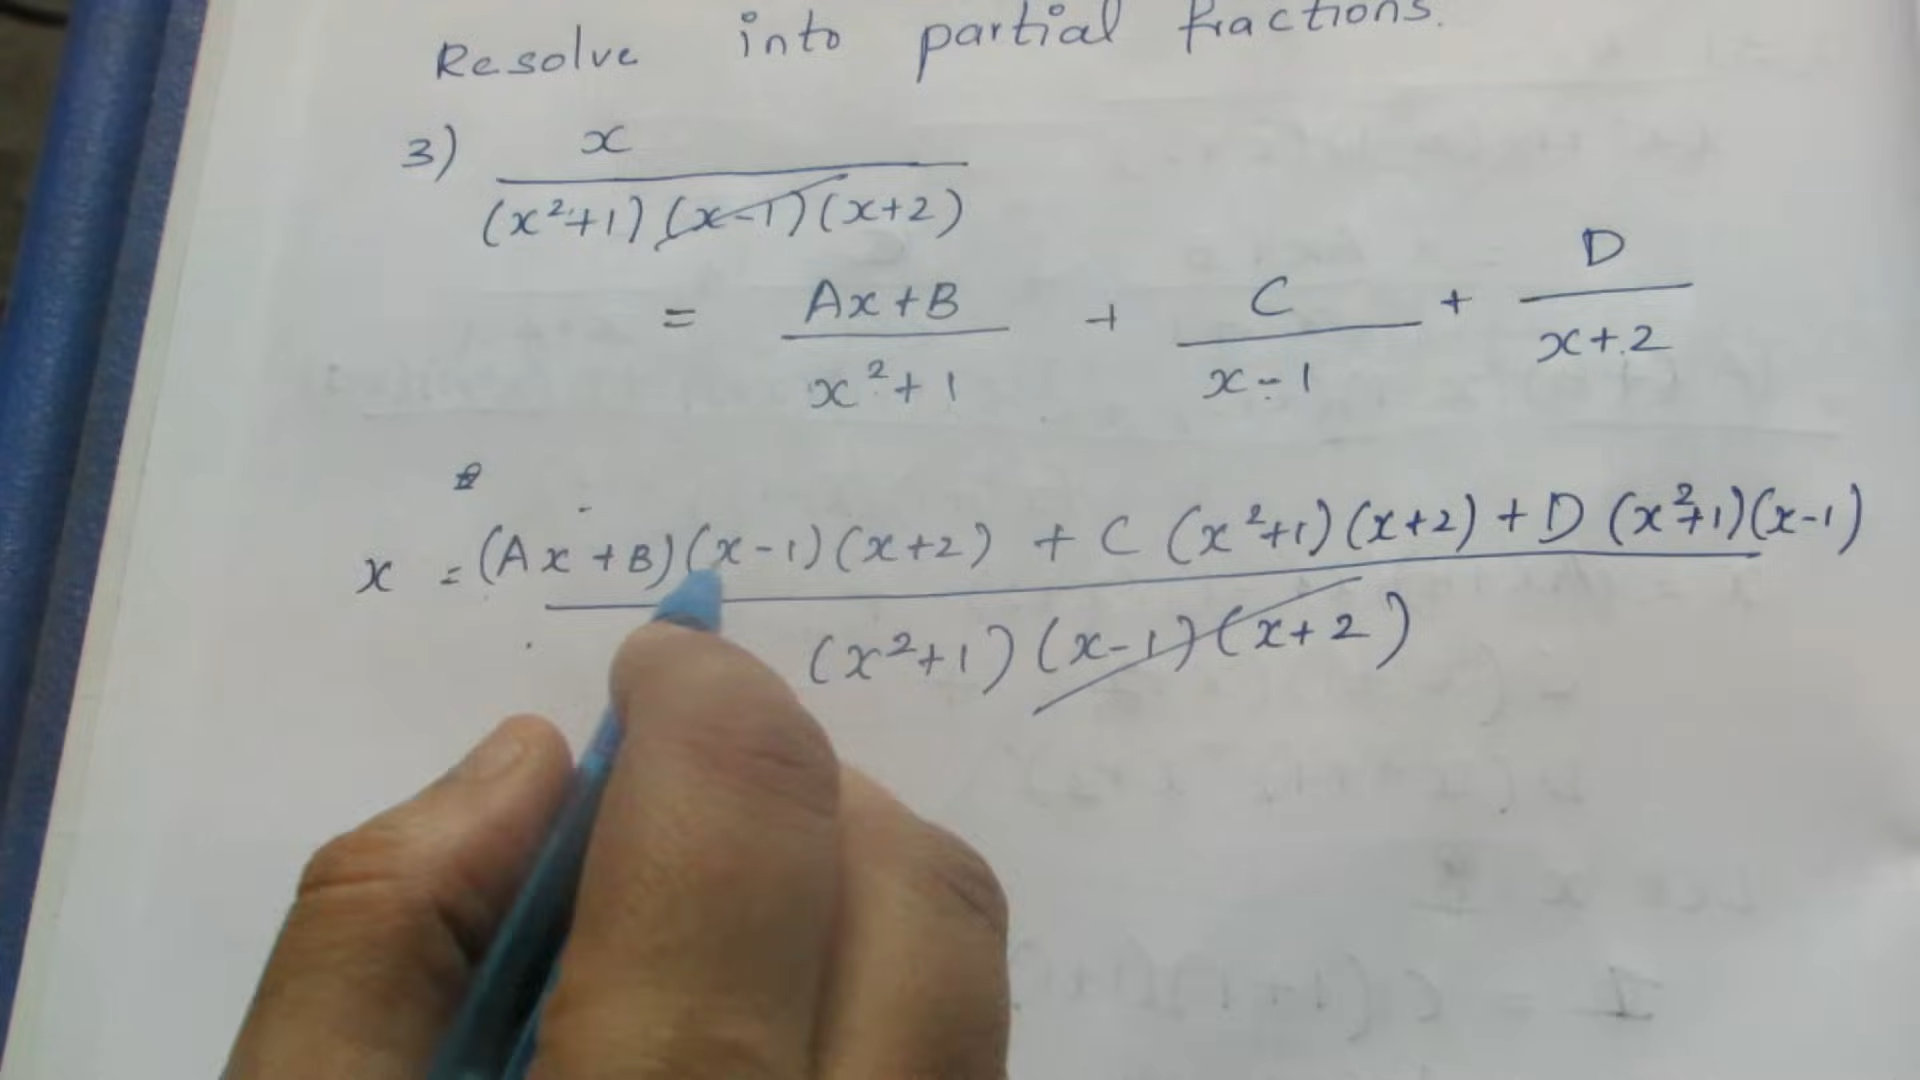 Resolve into partial fractions.
3) x
(x²+1) (x-1) (x+2)
= Ax+B + C + D
x²+1 x-1 x+2
x = (Ax+B)(x-1)(x+2) + C (x²+1)(x+2) + D (x²+1)(x-1)
(x²+1) (x-1) (x+2)